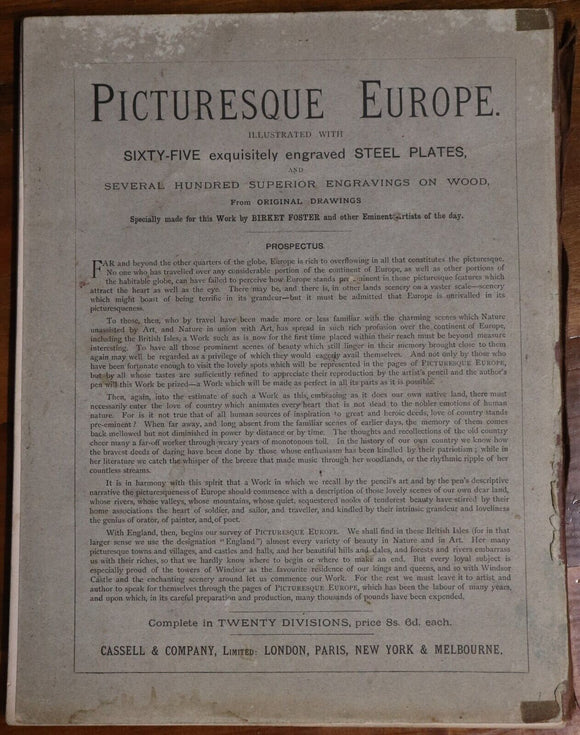 PICTURESQUE EUROPE.
ILLUSTRATED WITH
SIXTY-FIVE exquisitely engraved STEEL PLATES,
AND
SEVERAL HUNDRED SUPERIOR ENGRAVINGS ON WOOD,
From ORIGINAL DRAWINGS
Specially made for this Work by BIRKET FOSTER and other Eminent Artists of the day.
PROSPECTUS.
FAR and beyond the other quarters of the globe, Europe is rich to overflowing in all that constitutes the picturesque.
No one who has travelled over any considerable portion of the continent of Europe, as well as other portions of
the habitable globe, can have failed to perceive how Europe stands pre-eminent in those picturesque features which
attract the heart as well as the eye. There may be, and there is, in other lands scenery on a vaster scale—scenery
which might boast of being terrific in its grandeur—but it must be admitted that Europe is unrivalled in its
picturesqueness.
To those, then, who by travel have been made more or less familiar with the charming scenes which Nature
unassisted by Art, and Nature in union with Art, has spread in such rich profusion over the continent of Europe,
including the British Isles, a Work such as is now for the first time placed within their reach must be beyond measure
interesting. To have all those prominent scenes of beauty which still linger in their memory brought close to them
again may well be regarded as a privilege of which they would eagerly avail themselves. And not only by those who
have been fortunate enough to visit the lovely spots which will be represented in the pages of PICTURESQUE EUROPE,
but by all whose tastes are sufficiently refined to appreciate their reproduction by the artist's pencil and the author's
pen will this Work be prized—a Work which will be made as perfect in all its parts as it is possible.
Then, again, into the estimate of such a Work as this, embracing as it does our own native land, there must
necessarily enter the love of country which animates every heart that is not dead to the nobler emotions of human
nature. For is it not true that of all human sources of inspiration to great and heroic deeds, love of country stands
pre-eminent? When far away, and long absent from the familiar scenes of earlier days, the memory of them comes
back mellowed but not diminished in power by distance or by time. The thoughts and recollections of the old country
cheer many a far-off worker through weary years of monotonous toil. In the history of our own country we know how
the bravest deeds of daring have been done by those whose enthusiasm has been kindled by their patriotism; while in
her literature we catch the whisper of the breeze that made music through her woodlands, or the rhythmic ripple of her
countless streams.
It is in harmony with this spirit that a Work in which we recall by the pencil's art and by the pen's descriptive
narrative the picturesqueness of Europe should commence with a description of those lovely scenes of our own dear land,
whose rivers, whose valleys, whose mountains, whose quiet, sequestered nooks of tenderest beauty have stirred by their
home associations the heart of soldier, and sailor, and traveller, and kindled by their intrinsic grandeur and loveliness
the genius of orator, of painter, and of poet.
With England, then, begins our survey of PICTURESQUE EUROPE. We shall find in these British Isles (for in that
larger sense we use the designation "England") almost every variety of beauty in Nature and in Art. Her many
picturesque towns and villages, and castles and halls, and her beautiful hills and dales, and forests and rivers embarrass
us with their riches, so that we hardly know where to begin or where to make an end. But every loyal subject is
especially proud of the towers of Windsor as the favourite residence of our kings and queens, and so with Windsor
Castle and the enchanting scenery around let us commence our Work. For the rest we must leave it to artist and
author to speak for themselves through the pages of PICTURESQUE EUROPE, which has been the labour of many years,
and upon which, in its careful preparation and production, many thousands of pounds have been expended.
Complete in TWENTY DIVISIONS, price 8s. 6d. each.
CASSELL & COMPANY, LIMITED: LONDON, PARIS, NEW YORK & MELBOURNE.